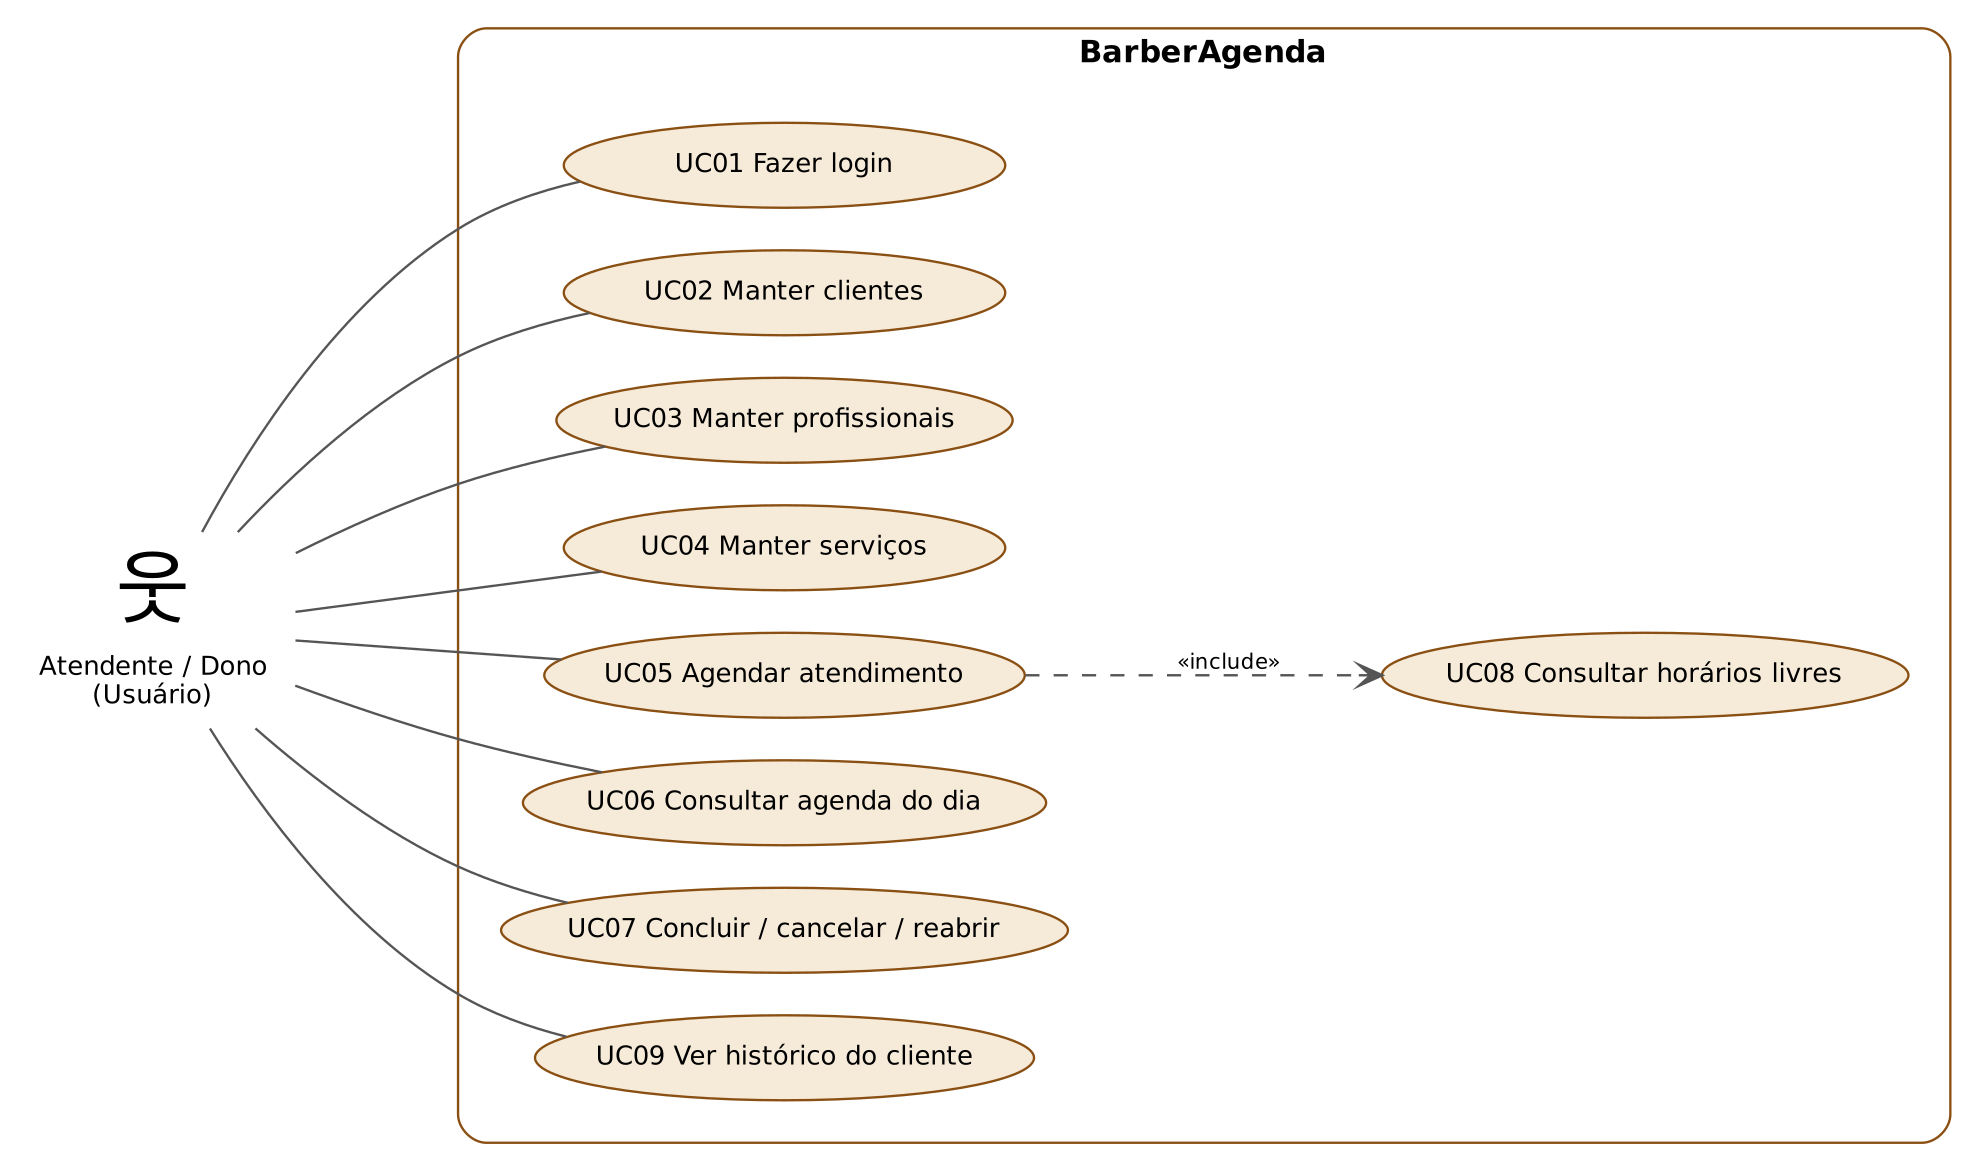 BarberAgenda
UC01 Fazer login
UC02 Manter clientes
UC03 Manter profissionais
UC04 Manter serviços
웃
Atendente / Dono
(Usuário)
UC05 Agendar atendimento
«include»
UC08 Consultar horários livres
UC06 Consultar agenda do dia
UC07 Concluir / cancelar / reabrir
UC09 Ver histórico do cliente